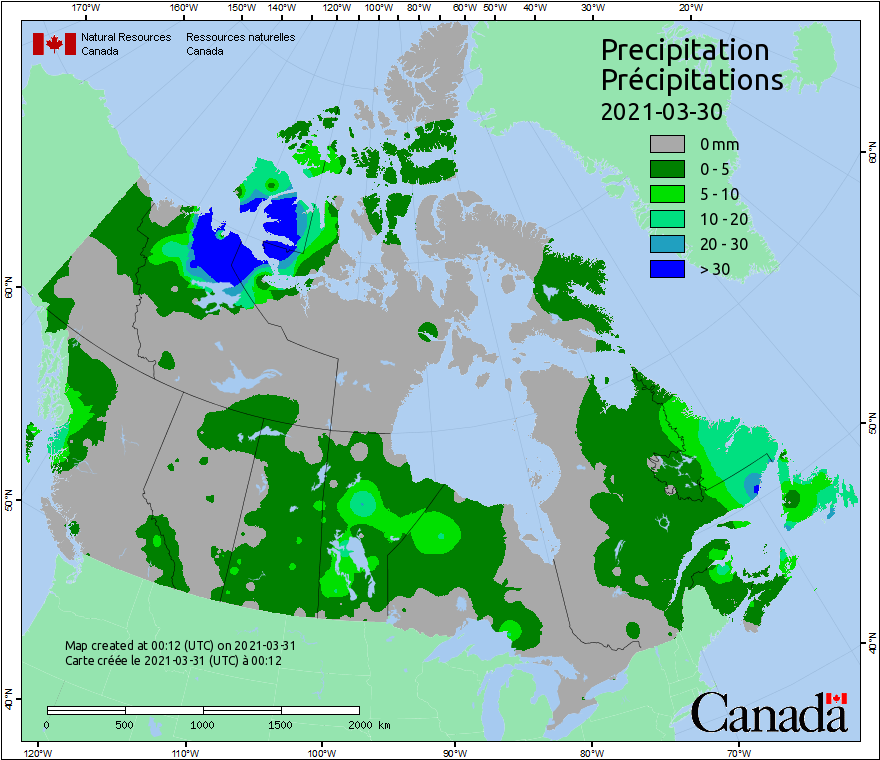 170°W 160°W 150°W 140°W 120°W 100°W 80°W 60°W 50°W 40°W 30°W 20°W
Natural Resources Ressources naturelles
Canada Canada
Precipitation
Précipitations
2021-03-30
0 mm
0 - 5
5 - 10
10 - 20
20 - 30
> 30
60°N
60°N
50°N
50°N
40°N
40°N
Map created at 00:12 (UTC) on 2021-03-31
Carte créée le 2021-03-31 (UTC) à 00:12
0 500 1000 1500 2000 km
Canada
120°W 110°W 100°W 90°W 80°W 70°W